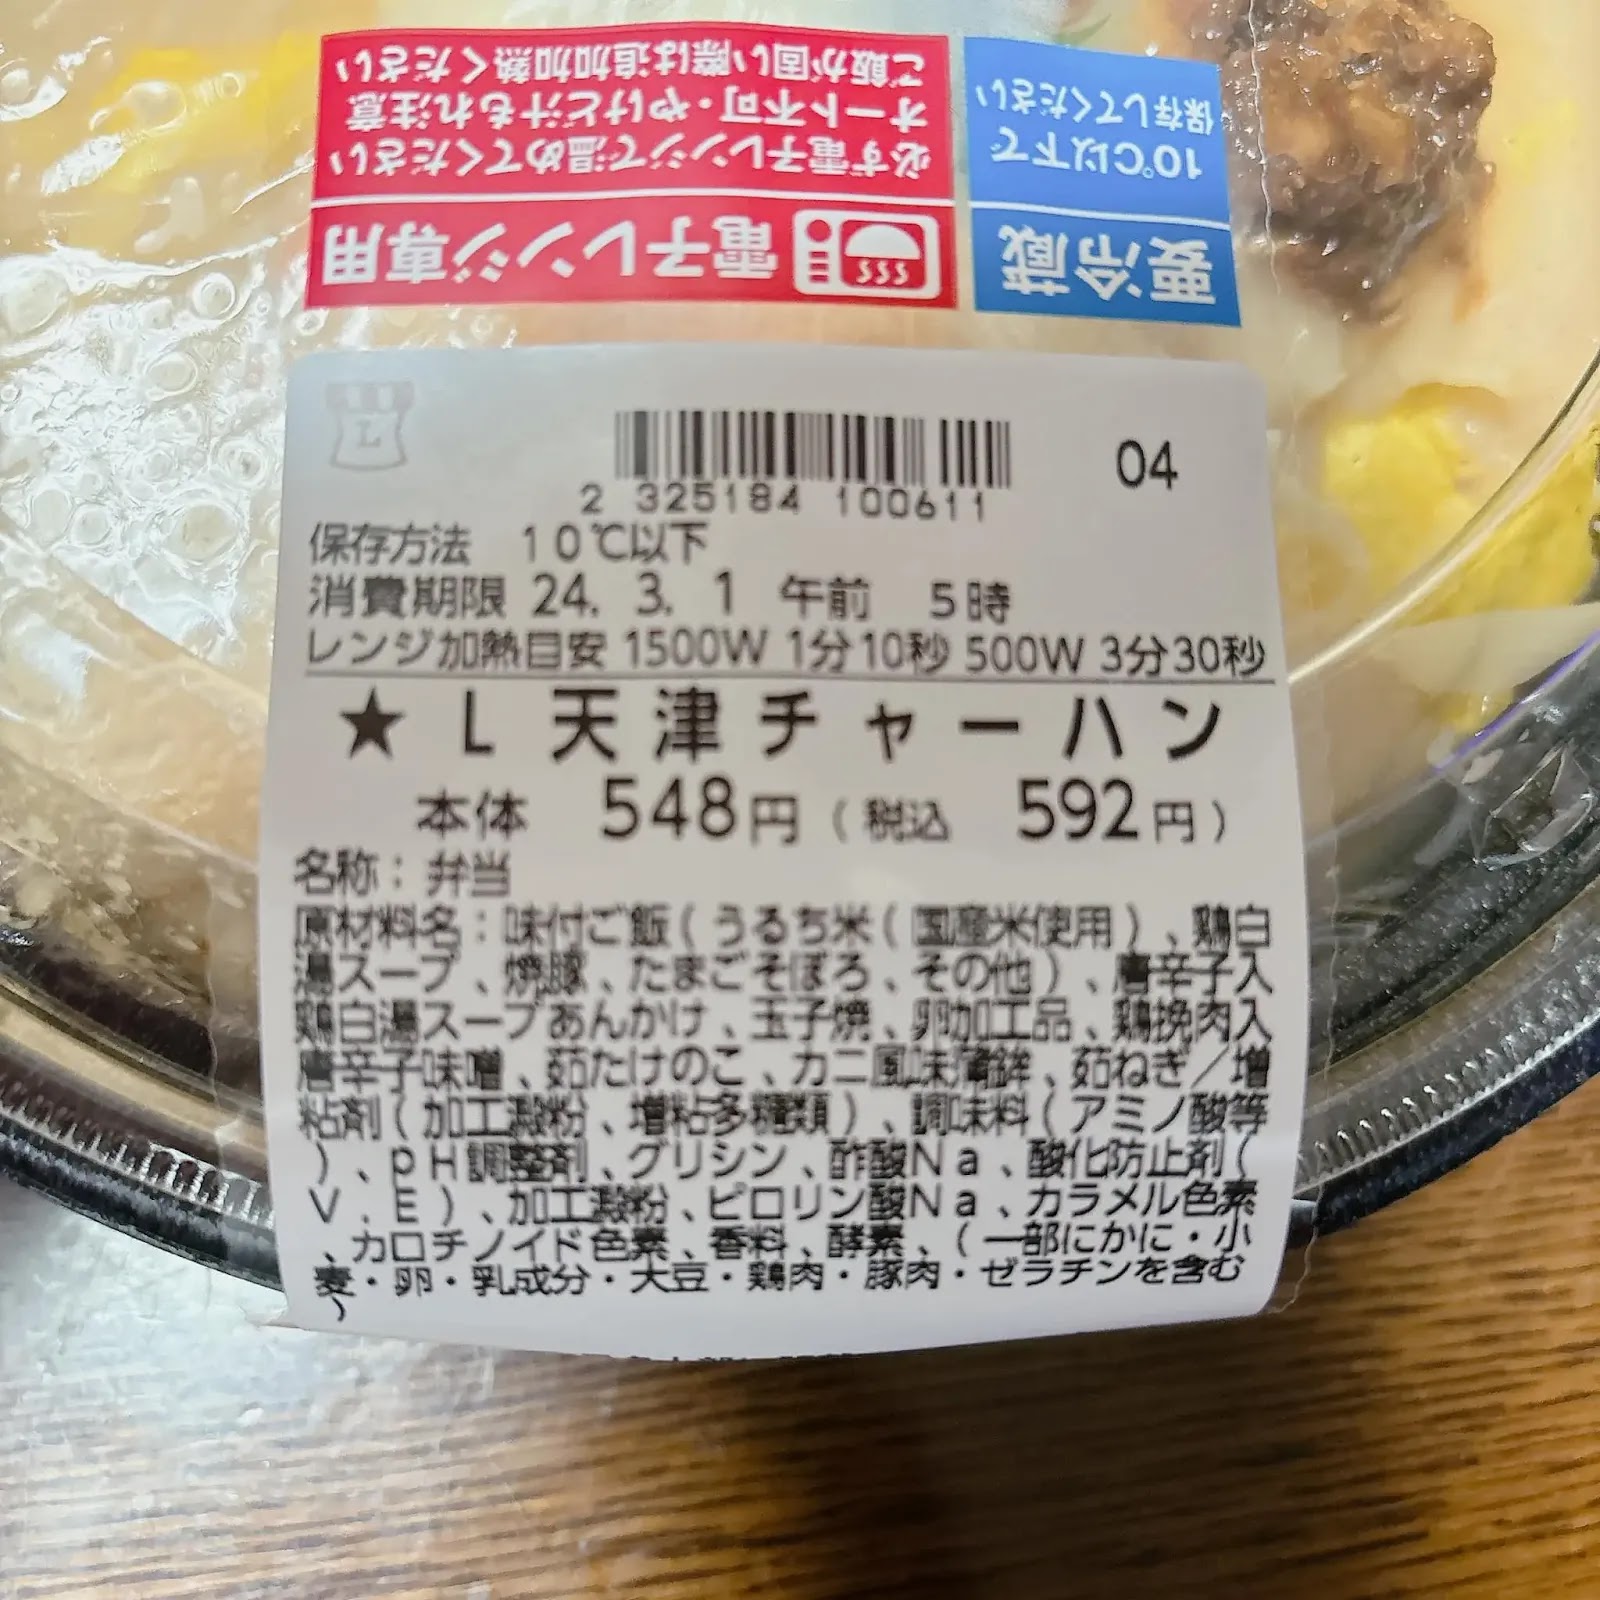 ご飯が固い際は追加加熱ください
オート不可・やけど汁もれ注意
必ず電子レンジで温めてください
電子レンジ専用
10℃以下で
保存してください
要冷蔵
L
04
2 325184 100611
保存方法 10℃以下
消費期限 24. 3. 1 午前 5時
レンジ加熱目安 1500W 1分10秒 500W 3分30秒
★ L 天津チャーハン
本体 548円 (税込 592円)
名称：弁当
原材料名：味付ご飯(うるち米(国産米使用)、鶏白
湯スープ、焼豚、たまごそぼろ、その他)、唐辛子入
鶏白湯スープあんかけ、玉子焼、卵加工品、鶏挽肉入
唐辛子味噌、茹たけのこ、カニ風味蒲鉾、茹ねぎ／増
粘剤(加工澱粉、増粘多糖類)、調味料(アミノ酸等
)、pH調整剤、グリシン、酢酸Na、酸化防止剤(
V．E)、加工澱粉、ピロリン酸Na、カラメル色素
、カロチノイド色素、香料、酵素、(一部にかに・小
麦・卵・乳成分・大豆・鶏肉・豚肉・ゼラチンを含む
)